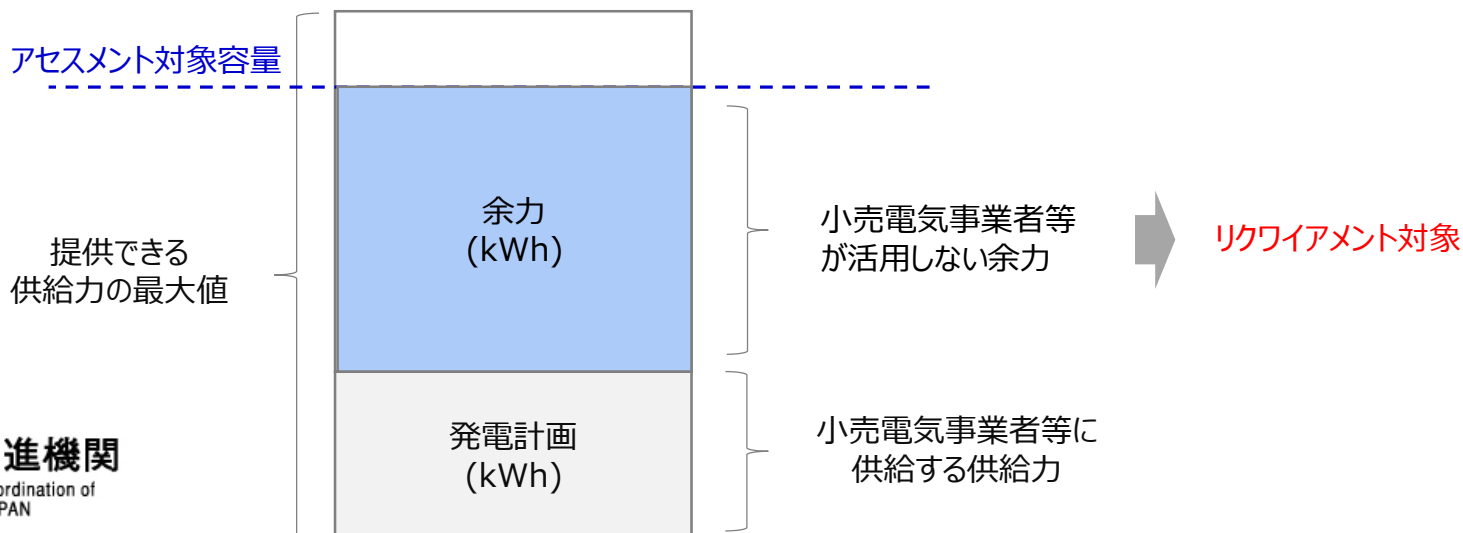 アセスメント対象容量
提供できる
供給力の最大値
余力
(kWh)
発電計画
(kWh)
小売電気事業者等
が活用しない余力
リクワイアメント対象
小売電気事業者等に
供給する供給力
進機関
ordination of
PAN